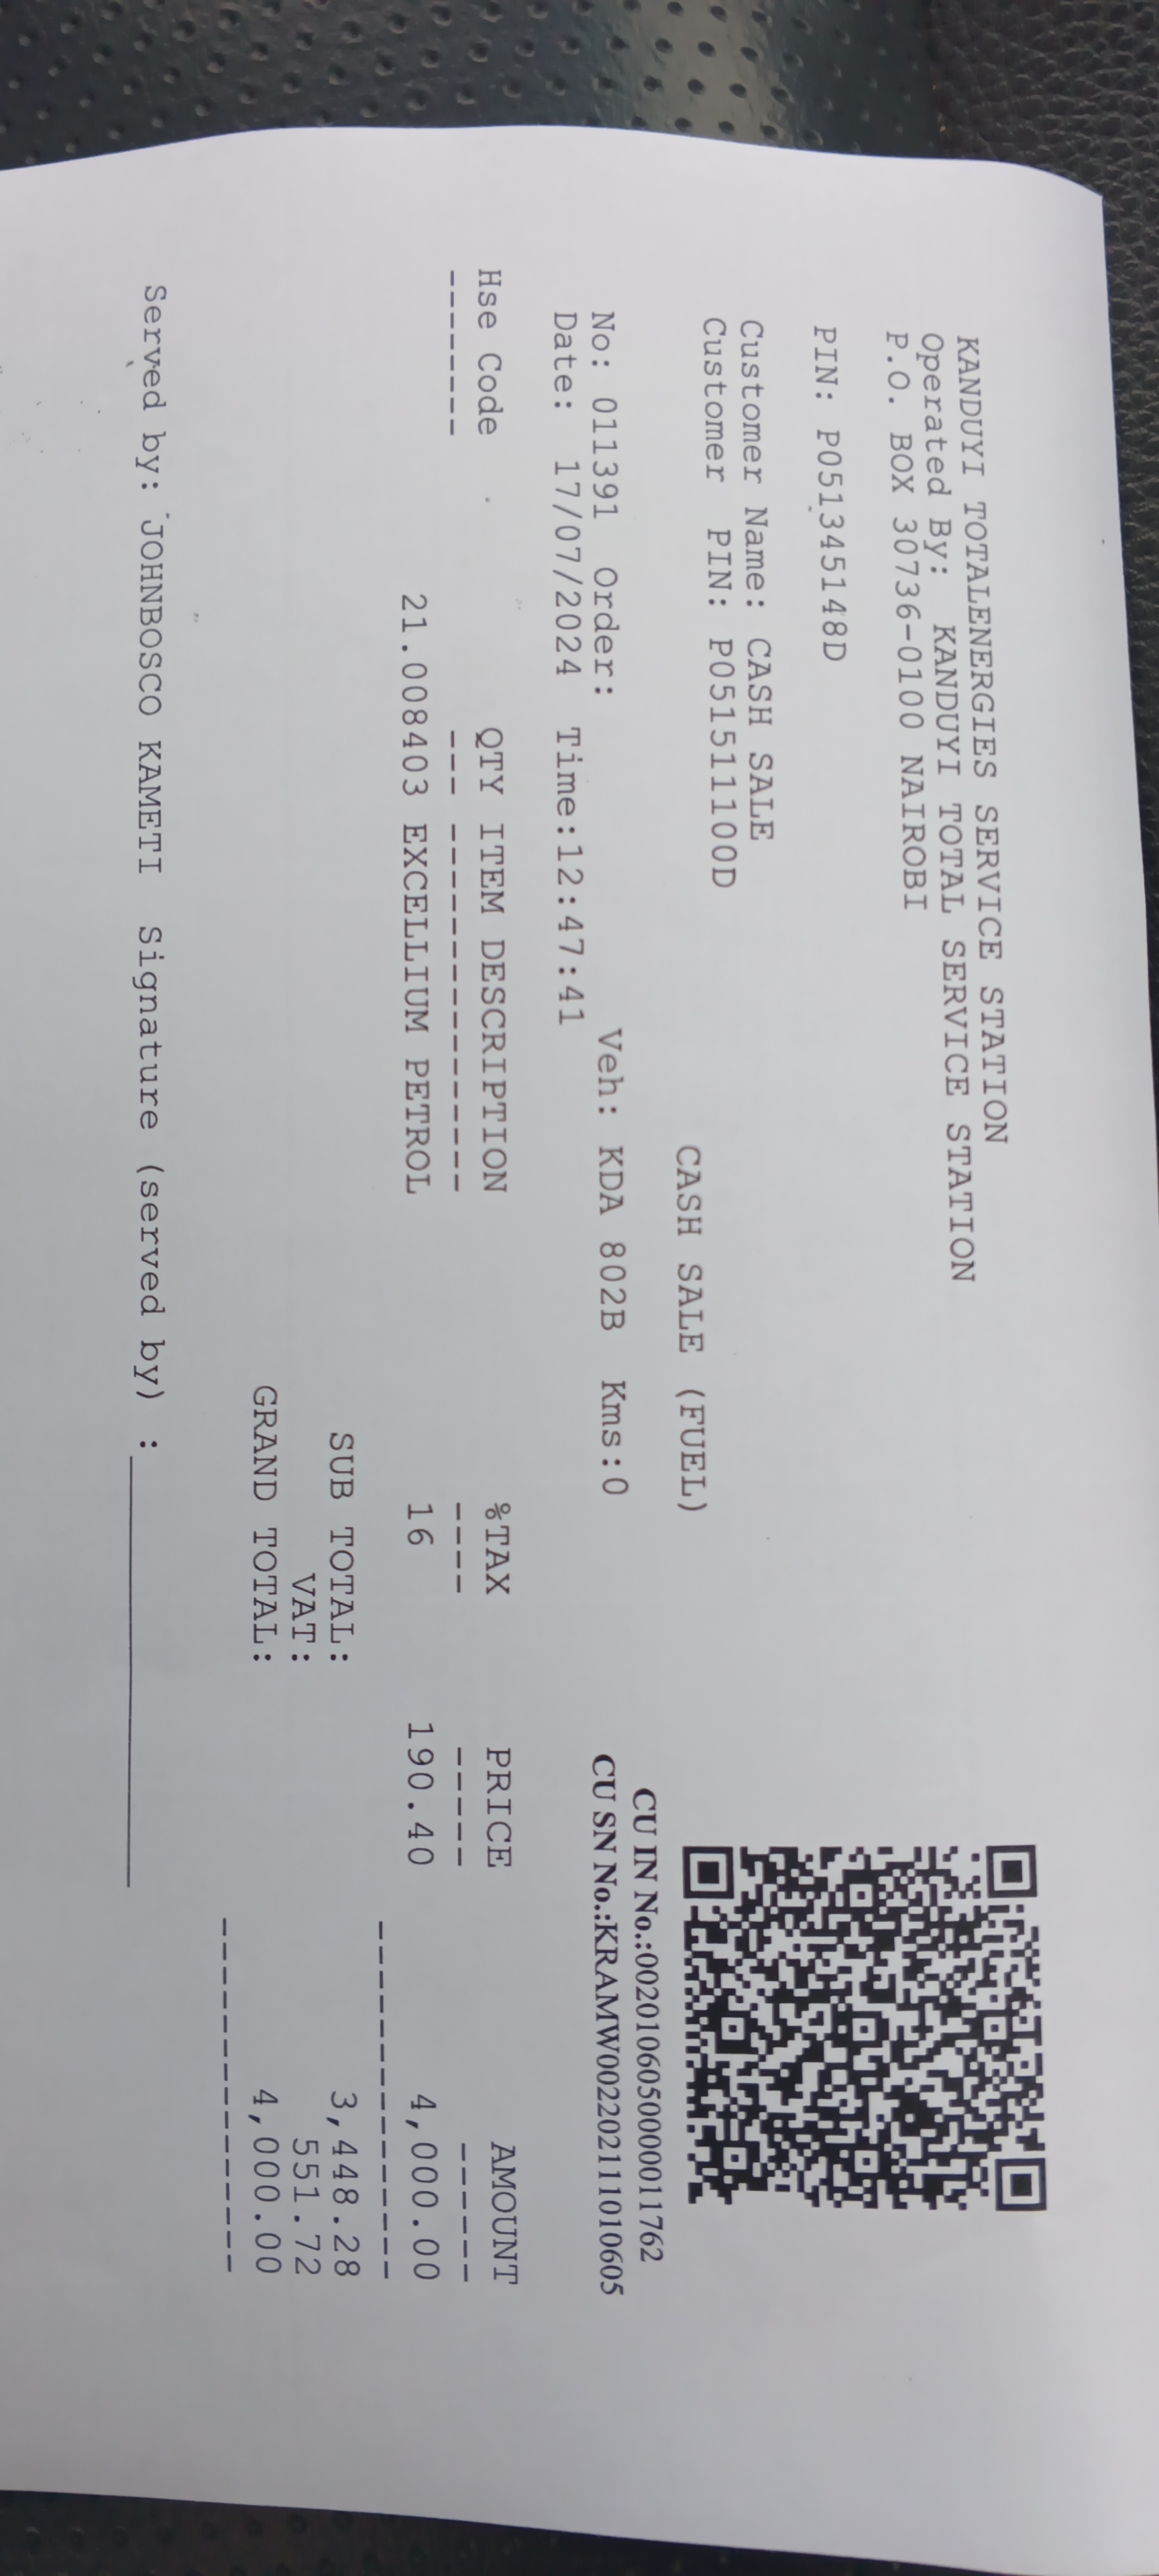 KANDUYI TOTALENERGIES SERVICE STATION
Operated By: KANDUYI TOTAL SERVICE STATION
P.O. BOX 30736-0100 NAIROBI
PIN: P051345148D
Customer Name: CASH SALE
Customer PIN: P051511100D
CASH SALE (FUEL)
CU IN No.:0020106050000011762
CU SN No.:KRAMW002202111010605
No: 011391 Order: Veh: KDA 802B Kms:0
Date: 17/07/2024 Time:12:47:41
Hse Code QTY ITEM DESCRIPTION %TAX PRICE AMOUNT
-------- --- ---------------- ---- ----- ------
21.008403 EXCELLIUM PETROL 16 190.40 4,000.00
----------------
SUB TOTAL: 3,448.28
VAT: 551.72
GRAND TOTAL: 4,000.00
----------------
Served by: JOHNBOSCO KAMETI Signature (served by) :____________________